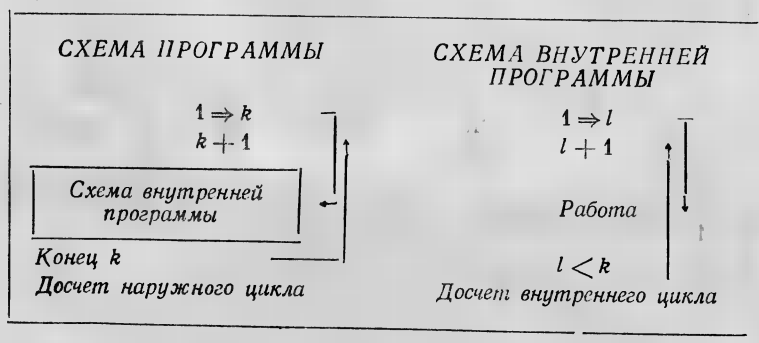 СХЕМА ПРОГРАММЫ
1 ⇒ k
k + 1
Схема внутренней
программы
Конец k
Досчет наружного цикла
СХЕМА ВНУТРЕННЕЙ
ПРОГРАММЫ
1 ⇒ l
l + 1
Работа
l < k
Досчет внутреннего цикла